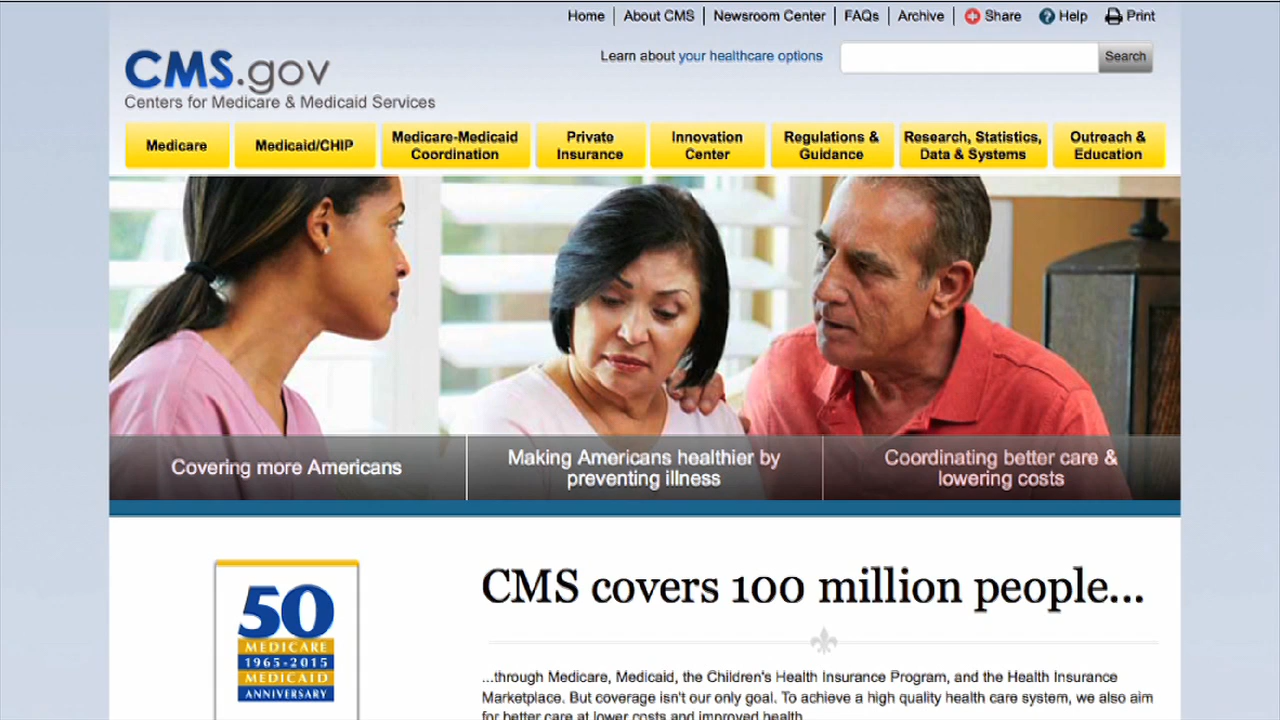 Home About CMS Newsroom Center FAQs Archive Share Help Print
Learn about your healthcare options Search
CMS.gov
Centers for Medicare & Medicaid Services
Medicare
Medicaid/CHIP
Medicare-Medicaid
Coordination
Private
Insurance
Innovation
Center
Regulations &
Guidance
Research, Statistics,
Data & Systems
Outreach &
Education
Covering more Americans
Making Americans healthier by
preventing illness
Coordinating better care &
lowering costs
50
MEDICARE
1965-2015
MEDICAID
ANNIVERSARY
CMS covers 100 million people...
...through Medicare, Medicaid, the Children's Health Insurance Program, and the Health Insurance
Marketplace. But coverage isn't our only goal. To achieve a high quality health care system, we also aim
for better care at lower costs and improved health